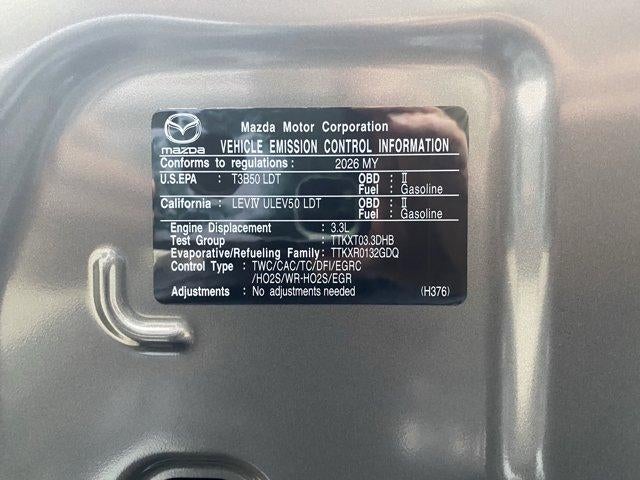 mazda
Mazda Motor Corporation
VEHICLE EMISSION CONTROL INFORMATION
Conforms to regulations : 2026 MY
U.S.EPA : T3B50 LDT OBD : II
Fuel : Gasoline
California : LEVIV ULEV50 LDT OBD : II
Fuel : Gasoline
Engine Displacement : 3.3L
Test Group : TTKXT03.3DHB
Evaporative/Refueling Family: TTKXR0132GDQ
Control Type : TWC/CAC/TC/DFI/EGRC
/HO2S/WR-HO2S/EGR
Adjustments : No adjustments needed (H376)